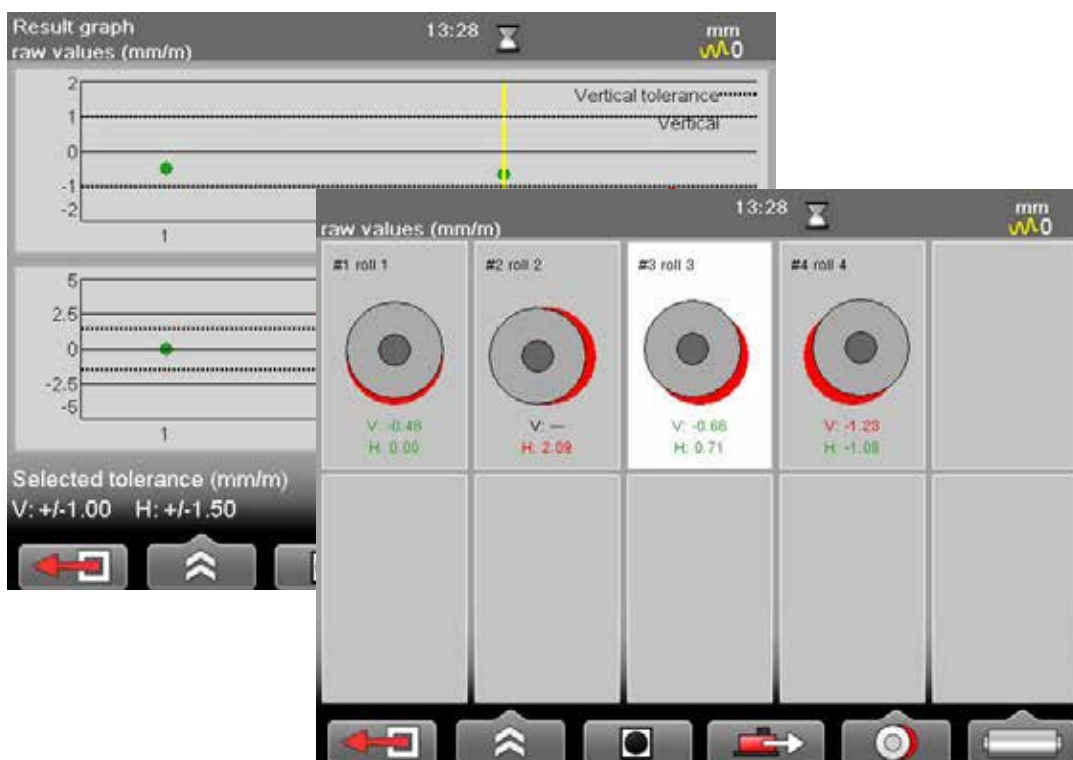 Result graph
13:28
mm
raw values (mm/m)
0
2
Vertical tolerance
1
Vertical
0
-1
-2
1
5
2.5
0
-2.5
-5
1
Selected tolerance (mm/m)
V: +/-1.00 H: +/-1.50
13:28
mm
raw values (mm/m)
0
#1 roll 1
#2 roll 2
#3 roll 3
#4 roll 4
V: -0.48
V: —
V: -0.66
V: -1.23
H: 0.00
H: 2.09
H: 0.71
H: -1.08